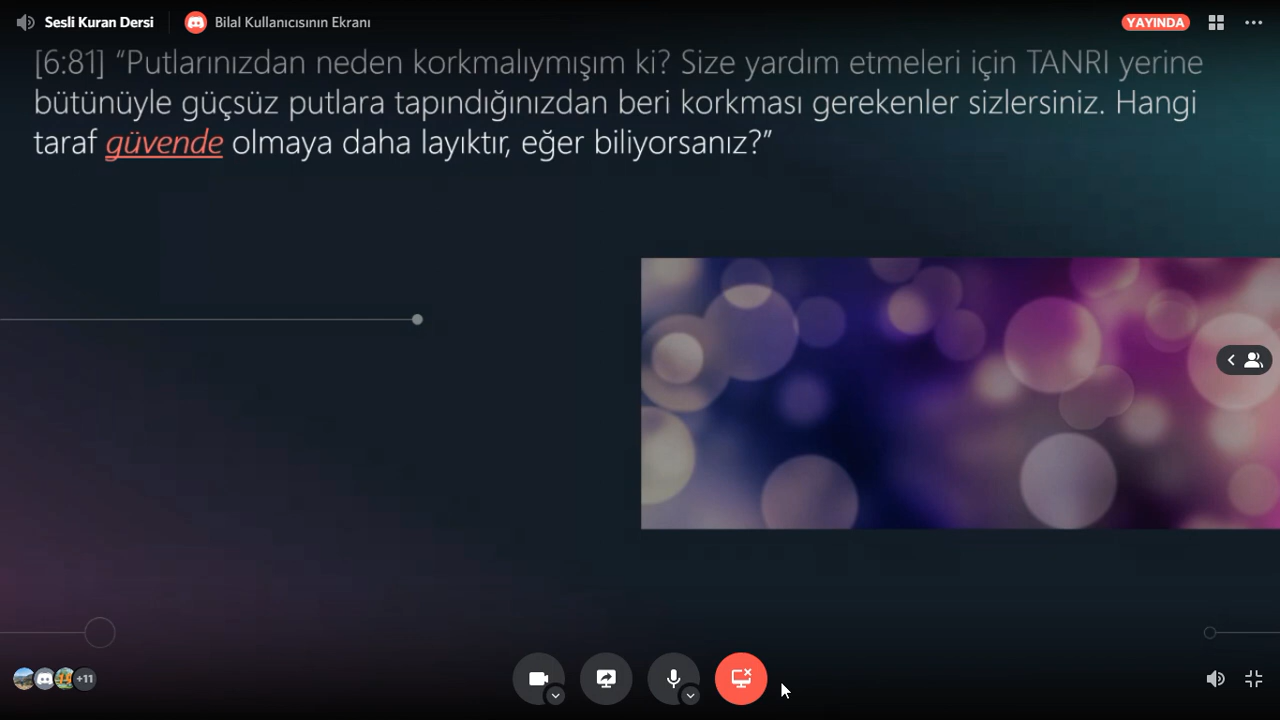 Sesli Kuran Dersi
Bilal Kullanıcısının Ekranı
YAYINDA
[6:81] “Putlarınızdan neden korkmalıymışım ki? Size yardım etmeleri için TANRI yerine
bütünüyle güçsüz putlara tapındığınızdan beri korkması gerekenler sizlersiniz. Hangi
taraf güvende olmaya daha layıktır, eğer biliyorsanız?”
+11